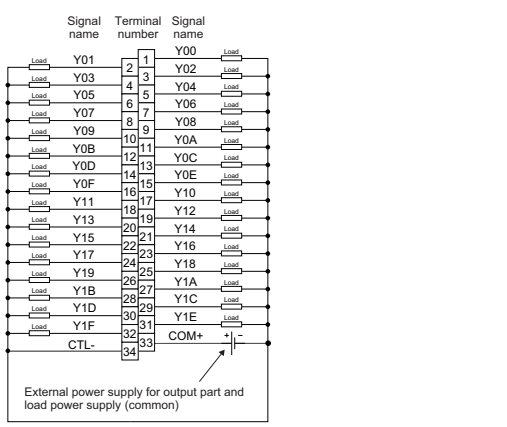 Signal Terminal Signal
name number name
Y00
Load 1 Load
Y01
2 Y02
Load 3 Load
Y03
4 Y04
Load 5 Load
Y05
6 Y06
Load 7 Load
Y07
8 Y08
Load 9 Load
Y09
10 Y0A
Load 11 Load
Y0B
12 Y0C
Load 13 Load
Y0D
14 Y0E
Load 15 Load
Y0F
16 Y10
Load 17 Load
Y11
18 Y12
Load 19 Load
Y13
20 Y14
Load 21 Load
Y15
22 Y16
Load 23 Load
Y17
24 Y18
Load 25 Load
Y19
26 Y1A
Load 27 Load
Y1B
28 Y1C
Load 29 Load
Y1D
30 Y1E
Load 31 Load
Y1F
32 COM+ + −
CTL- 33
34
External power supply for output part and
load power supply (common)